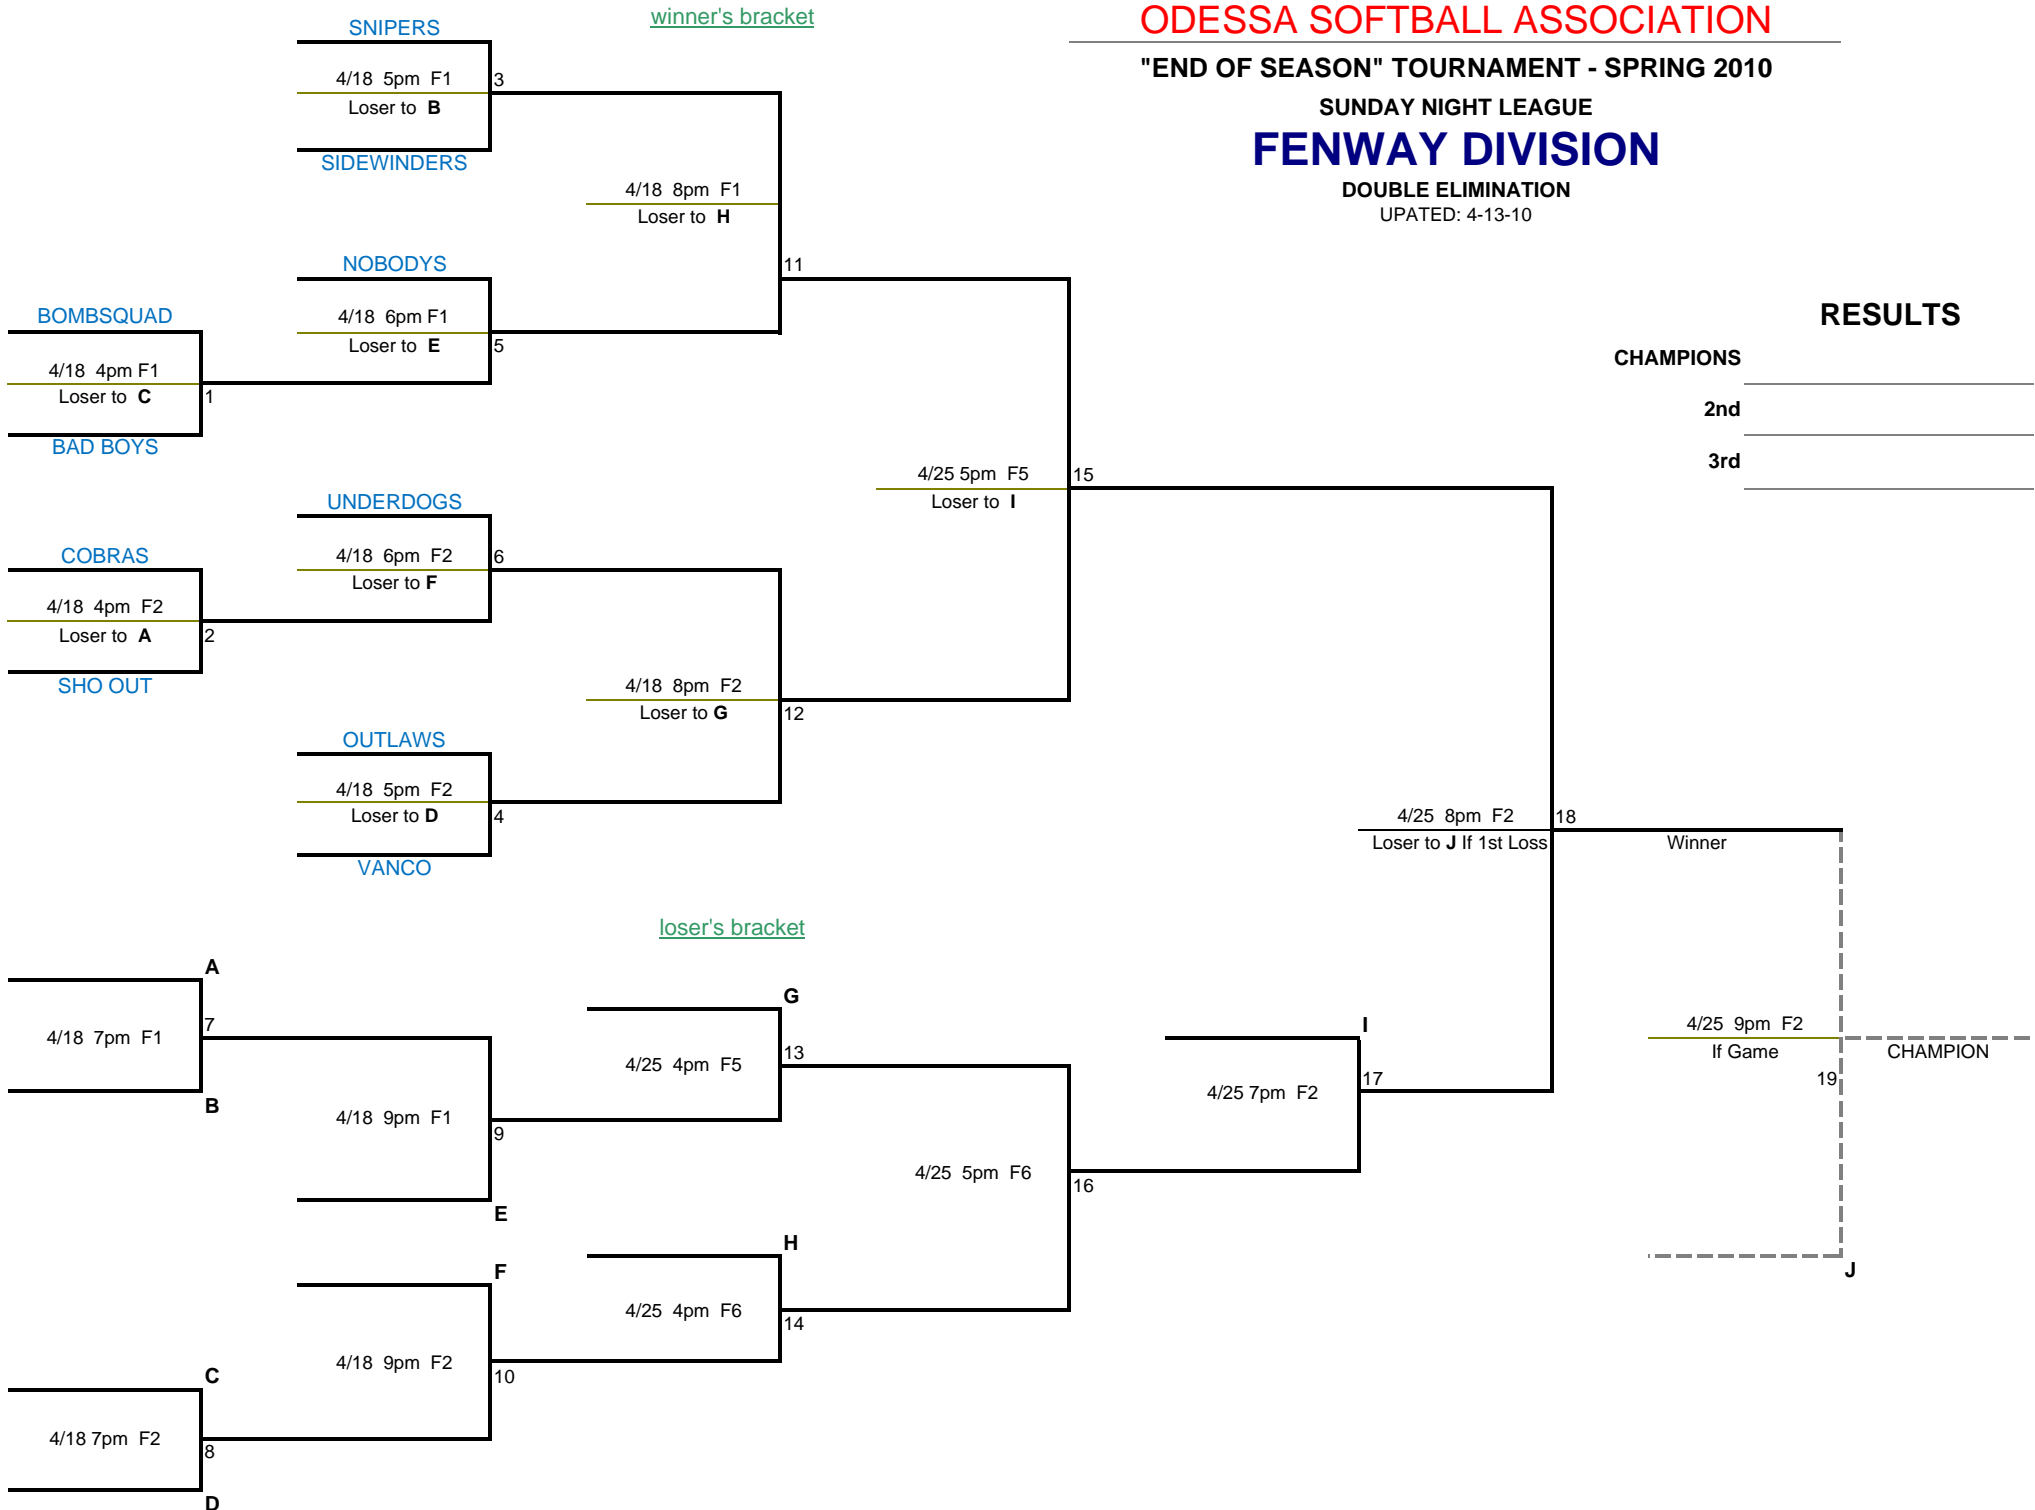 winner's bracket
ODESSA SOFTBALL ASSOCIATION
"END OF SEASON" TOURNAMENT - SPRING 2010
SUNDAY NIGHT LEAGUE
FENWAY DIVISION
DOUBLE ELIMINATION
UPATED: 4-13-10
SNIPERS
4/18 5pm F1
3
Loser to B
SIDEWINDERS
4/18 8pm F1
Loser to H
11
NOBODYS
4/18 6pm F1
Loser to E
5
BOMBSQUAD
4/18 4pm F1
Loser to C
1
BAD BOYS
RESULTS
CHAMPIONS
2nd
3rd
4/25 5pm F5
15
Loser to I
UNDERDOGS
4/18 6pm F2
6
Loser to F
COBRAS
4/18 4pm F2
Loser to A
2
SHO OUT
4/18 8pm F2
Loser to G
12
OUTLAWS
4/18 5pm F2
Loser to D
4
VANCO
4/25 8pm F2
18
Loser to J If 1st Loss
Winner
loser's bracket
A
7
4/18 7pm F1
B
4/18 9pm F1
9
E
G
13
4/25 4pm F5
4/25 5pm F6
16
I
17
4/25 7pm F2
4/25 9pm F2
If Game
CHAMPION
19
J
H
4/25 4pm F6
14
F
4/18 9pm F2
10
C
4/18 7pm F2
8
D